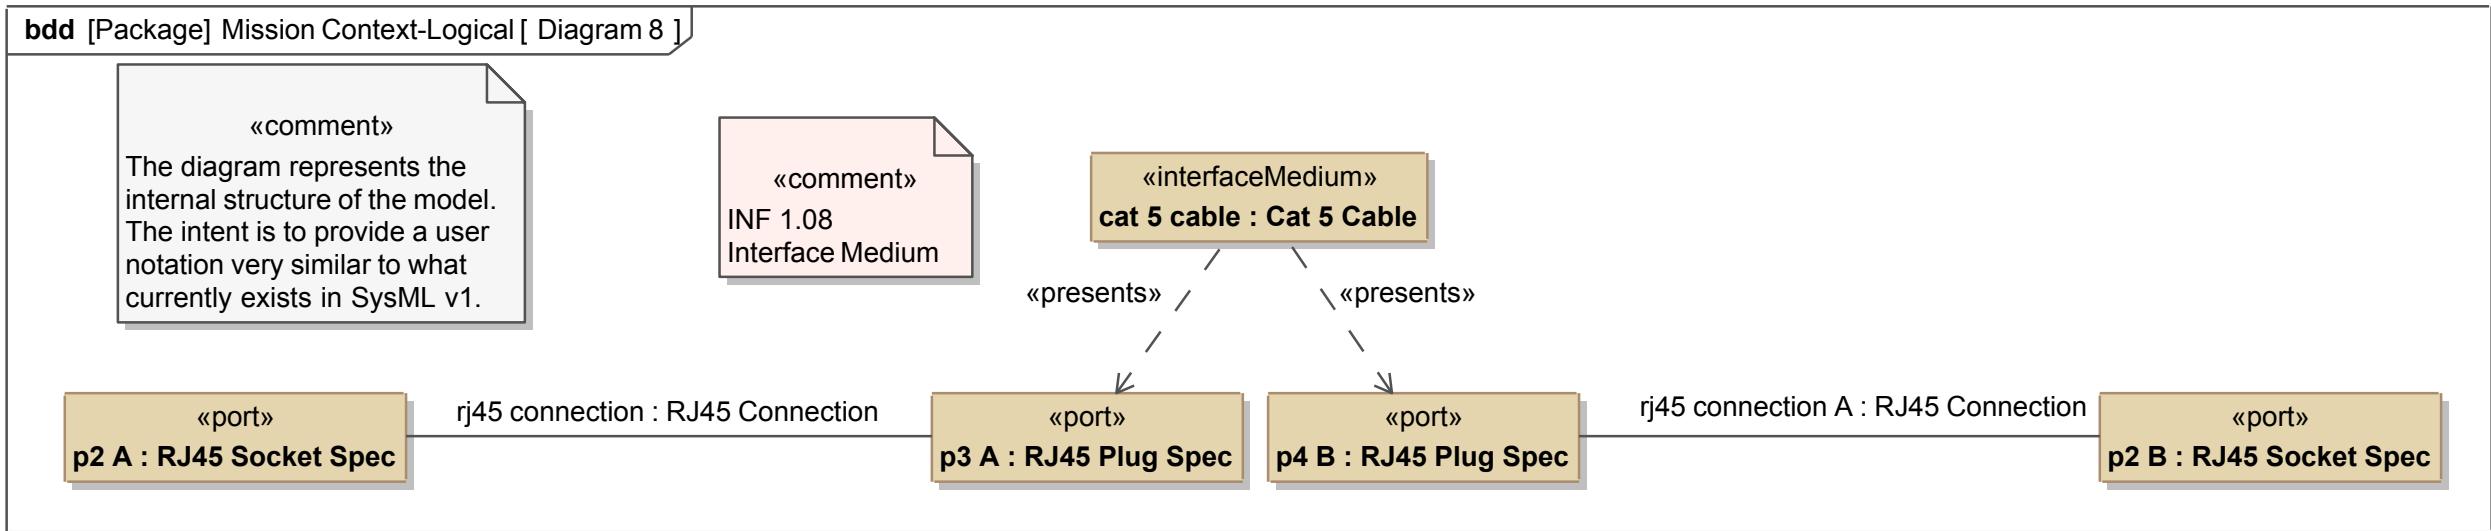 bdd [Package] Mission Context-Logical [ Diagram 8 ]
«comment»
The diagram represents the
internal structure of the model.
The intent is to provide a user
notation very similar to what
currently exists in SysML v1.
«comment»
INF 1.08
Interface Medium
«interfaceMedium»
cat 5 cable : Cat 5 Cable
«presents»
«presents»
«port»
p2 A : RJ45 Socket Spec
rj45 connection : RJ45 Connection
«port»
p3 A : RJ45 Plug Spec
«port»
p4 B : RJ45 Plug Spec
rj45 connection A : RJ45 Connection
«port»
p2 B : RJ45 Socket Spec